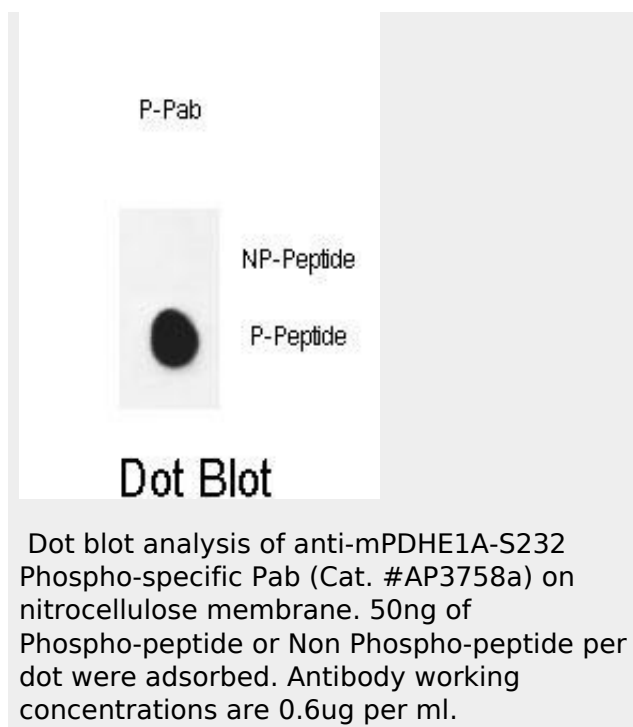 P-Pab
NP-Peptide
P-Peptide
Dot Blot
Dot blot analysis of anti-mPDHE1A-S232
Phospho-specific Pab (Cat. #AP3758a) on
nitrocellulose membrane. 50ng of
Phospho-peptide or Non Phospho-peptide per
dot were adsorbed. Antibody working
concentrations are 0.6ug per ml.